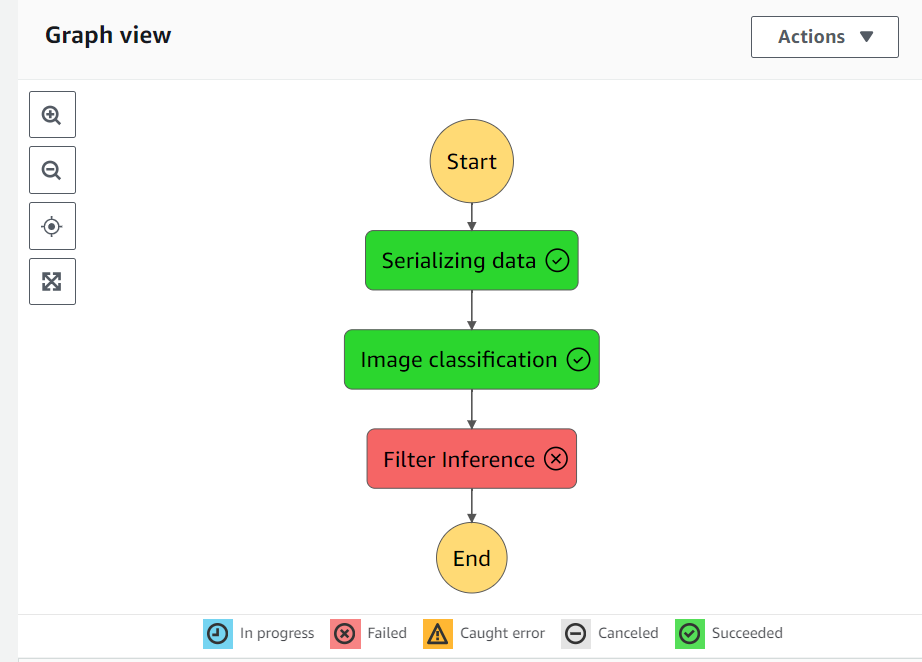 Graph view
Actions
Start
Serializing data
Image classification
Filter Inference
End
In progress
Failed
Caught error
Canceled
Succeeded